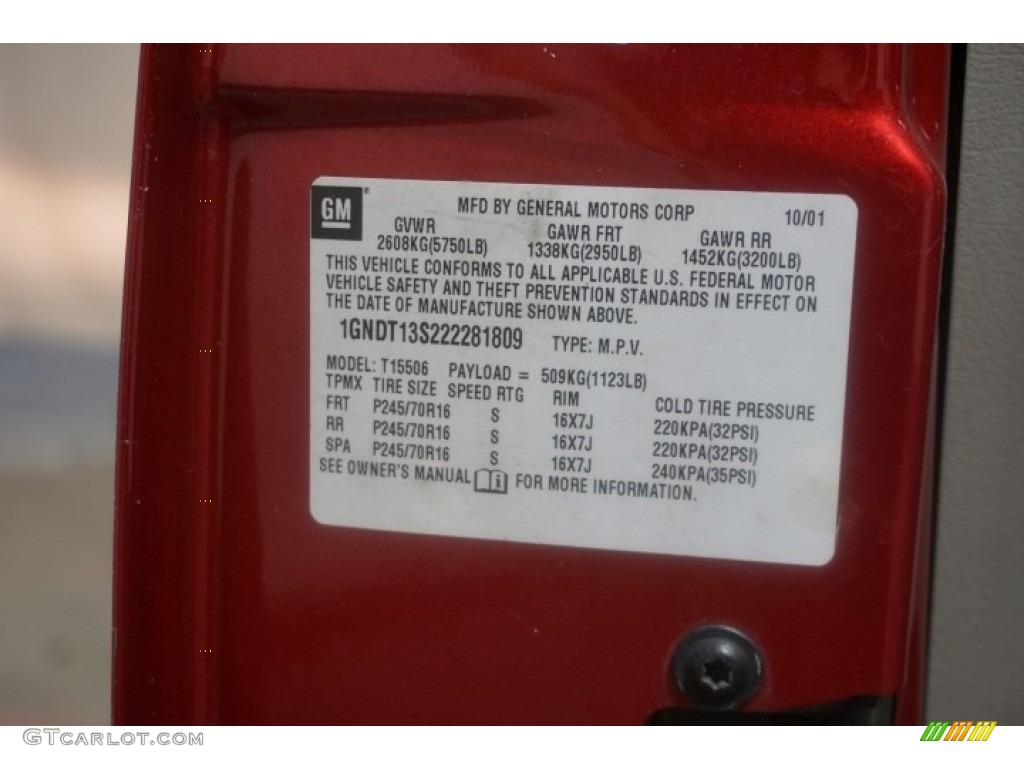 GM
MFD BY GENERAL MOTORS CORP 10/01
GVWR GAWR FRT GAWR RR
2608KG(5750LB) 1338KG(2950LB) 1452KG(3200LB)
THIS VEHICLE CONFORMS TO ALL APPLICABLE U.S. FEDERAL MOTOR
VEHICLE SAFETY AND THEFT PREVENTION STANDARDS IN EFFECT ON
THE DATE OF MANUFACTURE SHOWN ABOVE.
1GNDT13S222281809 TYPE: M.P.V.
MODEL: T15506 PAYLOAD = 509KG(1123LB)
TPMX TIRE SIZE SPEED RTG RIM COLD TIRE PRESSURE
FRT P245/70R16 S 16X7J 220KPA(32PSI)
RR P245/70R16 S 16X7J 220KPA(32PSI)
SPA P245/70R16 S 16X7J 240KPA(35PSI)
SEE OWNER'S MANUAL i FOR MORE INFORMATION.
GTCarLot.com